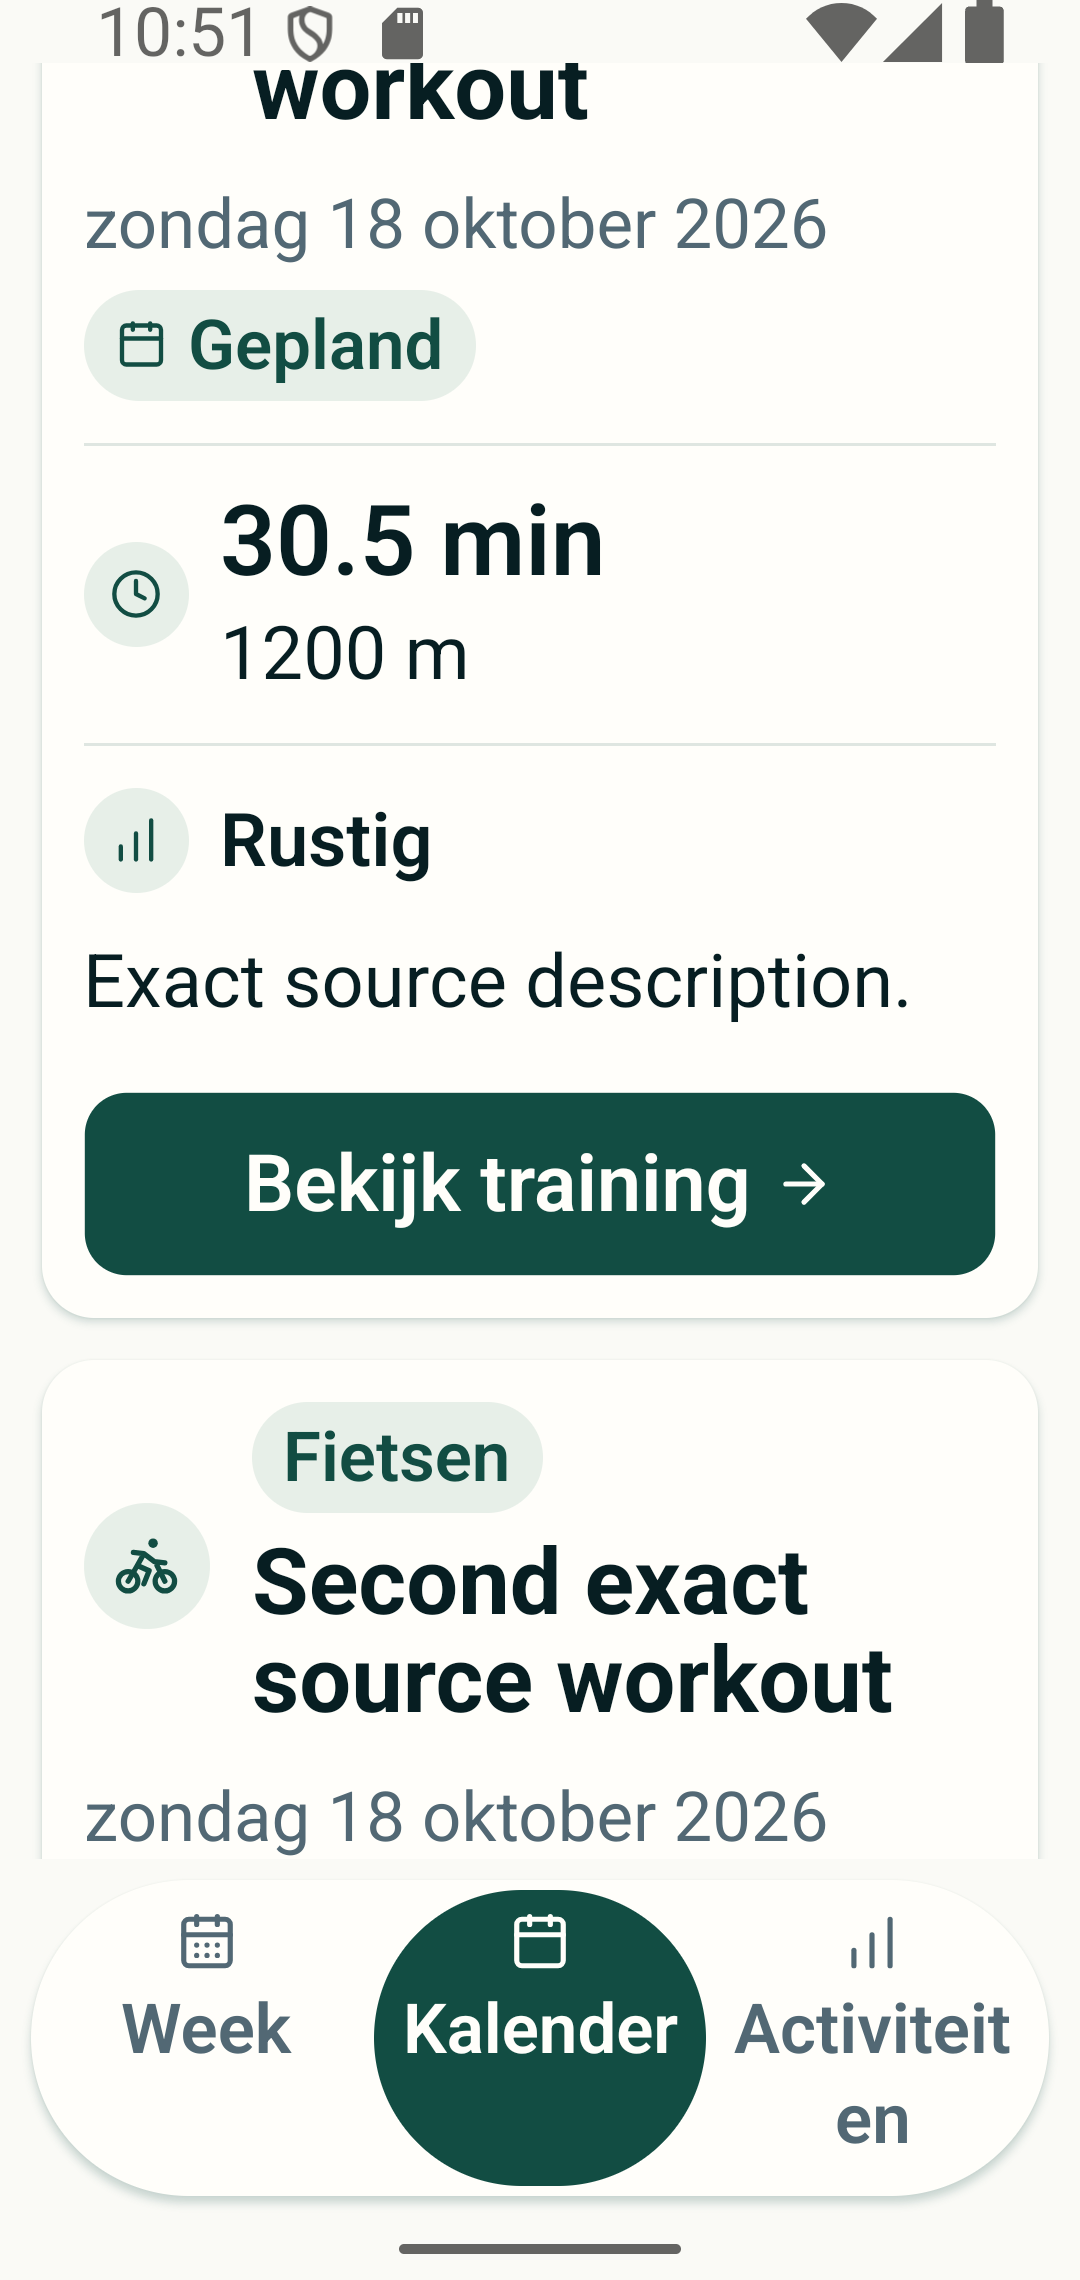 10:51
workout
zondag 18 oktober 2026
Gepland
30.5 min
1200 m
Rustig
Exact source description.
Bekijk training →
Fietsen
Second exact
source workout
zondag 18 oktober 2026
Week
Kalender
Activiteit
en